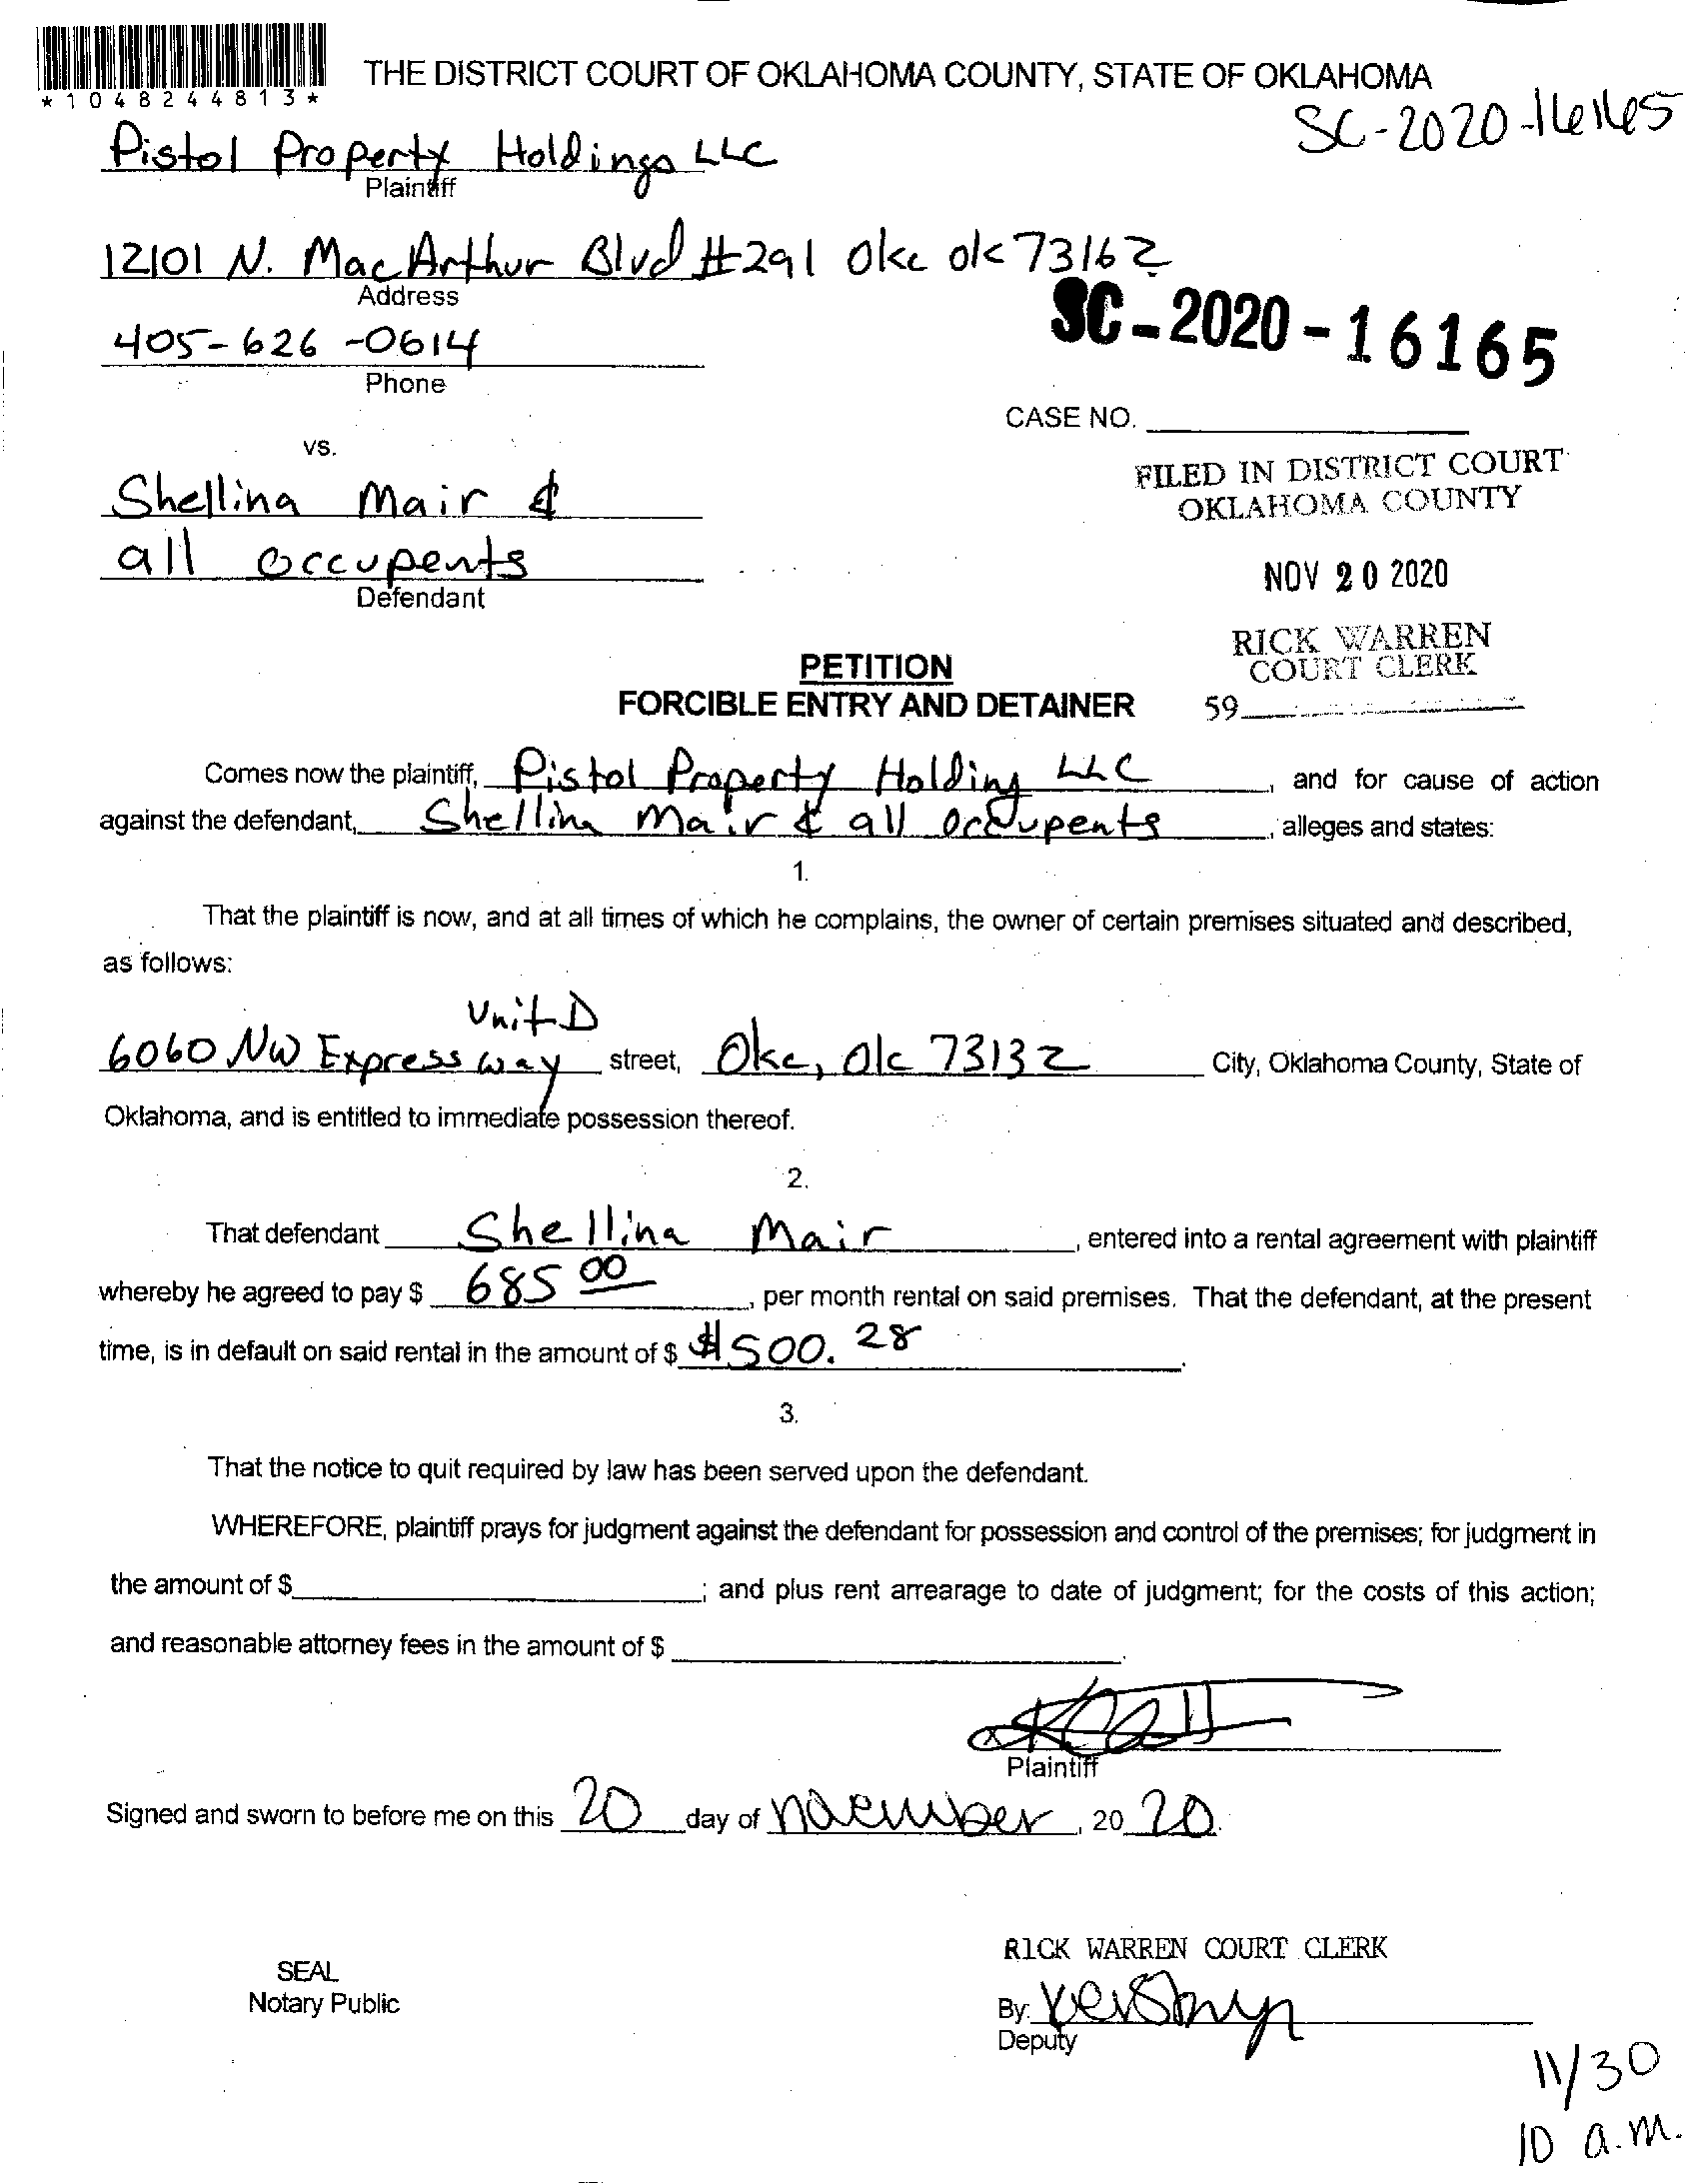 THE DISTRICT COURT OF OKLAHOMA COUNTY, STATE OF OKLAHOMA
*1048244813*
SC-2020-16165
Pistol Property Holdings LLC
Plaintiff
12101 N. MacArthur Blvd #291 Okc ok 73162
Address
SC-2020-16165
405-626-0614
Phone
CASE NO.
vs.
FILED IN DISTRICT COURT
OKLAHOMA COUNTY
Shellina Mair &
all occupents
Defendant
NOV 20 2020
RICK WARREN
COURT CLERK
59
PETITION
FORCIBLE ENTRY AND DETAINER
Comes now the plaintiff, Pistol Property Holding LLC, and for cause of action
against the defendant, Shellina Mair & all occupents, alleges and states:
1.
That the plaintiff is now, and at all times of which he complains, the owner of certain premises situated and described,
as follows:
Unit D
6060 NW Expressway street, Okc, Ok 73132 City, Oklahoma County, State of
Oklahoma, and is entitled to immediate possession thereof.
2.
That defendant Shellina Mair, entered into a rental agreement with plaintiff
whereby he agreed to pay $ 685 00, per month rental on said premises. That the defendant, at the present
time, is in default on said rental in the amount of $ $500.28.
3.
That the notice to quit required by law has been served upon the defendant.
WHEREFORE, plaintiff prays for judgment against the defendant for possession and control of the premises; for judgment in
the amount of $ ; and plus rent arrearage to date of judgment; for the costs of this action;
and reasonable attorney fees in the amount of $ .
Plaintiff
Signed and sworn to before me on this 20 day of november, 20 20.
RICK WARREN COURT CLERK
SEAL
Notary Public
By:
Deputy
11/30
10 a.m.